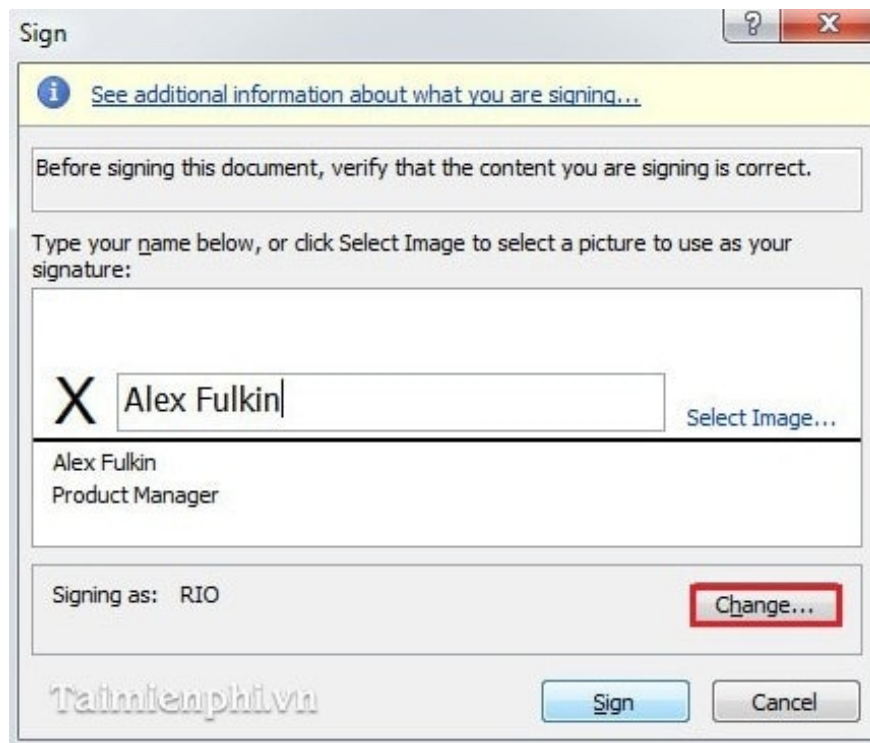 Sign
See additional information about what you are signing...
Before signing this document, verify that the content you are signing is correct.
Type your name below, or click Select Image to select a picture to use as your
signature:
X Alex Fulkin
Select Image...
Alex Fulkin
Product Manager
Signing as: RIO
Change...
Taimienphi.vn
Sign
Cancel